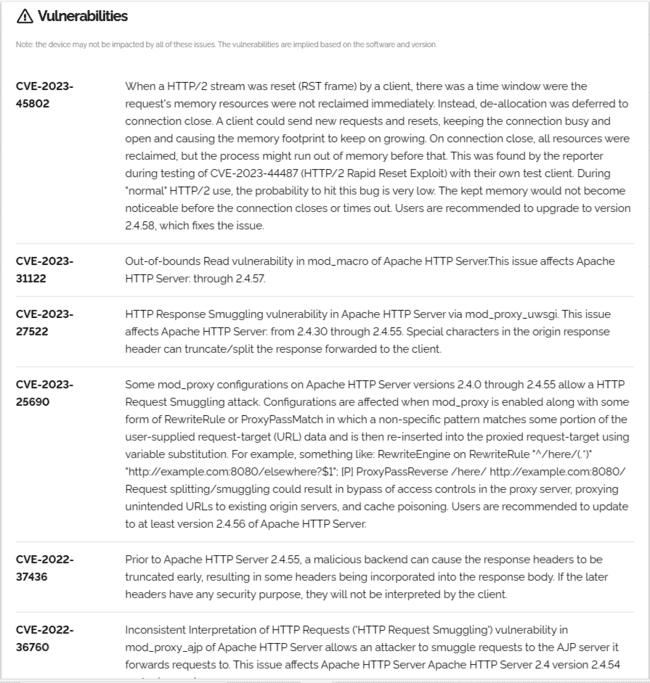 Vulnerabilities
Note: the device may not be impacted by all of these issues. The vulnerabilities are implied based on the software and version.
CVE-2023-
45802
When a HTTP/2 stream was reset (RST frame) by a client, there was a time window were the
request's memory resources were not reclaimed immediately. Instead, de-allocation was deferred to
connection close. A client could send new requests and resets, keeping the connection busy and
open and causing the memory footprint to keep on growing. On connection close, all resources were
reclaimed, but the process might run out of memory before that. This was found by the reporter
during testing of CVE-2023-44487 (HTTP/2 Rapid Reset Exploit) with their own test client. During
"normal" HTTP/2 use, the probability to hit this bug is very low. The kept memory would not become
noticeable before the connection closes or times out. Users are recommended to upgrade to version
2.4.58, which fixes the issue.
CVE-2023-
31122
Out-of-bounds Read vulnerability in mod_macro of Apache HTTP Server.This issue affects Apache
HTTP Server: through 2.4.57.
CVE-2023-
27522
HTTP Response Smuggling vulnerability in Apache HTTP Server via mod_proxy_uwsgi. This issue
affects Apache HTTP Server: from 2.4.30 through 2.4.55. Special characters in the origin response
header can truncate/split the response forwarded to the client.
CVE-2023-
25690
Some mod_proxy configurations on Apache HTTP Server versions 2.4.0 through 2.4.55 allow a HTTP
Request Smuggling attack. Configurations are affected when mod_proxy is enabled along with some
form of RewriteRule or ProxyPassMatch in which a non-specific pattern matches some portion of the
user-supplied request-target (URL) data and is then re-inserted into the proxied request-target using
variable substitution. For example, something like: RewriteEngine on RewriteRule "^/here/(.*)"
"http://example.com:8080/elsewhere?$1"; [P] ProxyPassReverse /here/ http://example.com:8080/
Request splitting/smuggling could result in bypass of access controls in the proxy server, proxying
unintended URLs to existing origin servers, and cache poisoning. Users are recommended to update
to at least version 2.4.56 of Apache HTTP Server.
CVE-2022-
37436
Prior to Apache HTTP Server 2.4.55, a malicious backend can cause the response headers to be
truncated early, resulting in some headers being incorporated into the response body. If the later
headers have any security purpose, they will not be interpreted by the client.
CVE-2022-
36760
Inconsistent Interpretation of HTTP Requests ('HTTP Request Smuggling') vulnerability in
mod_proxy_ajp of Apache HTTP Server allows an attacker to smuggle requests to the AJP server it
forwards requests to. This issue affects Apache HTTP Server Apache HTTP Server 2.4 version 2.4.54